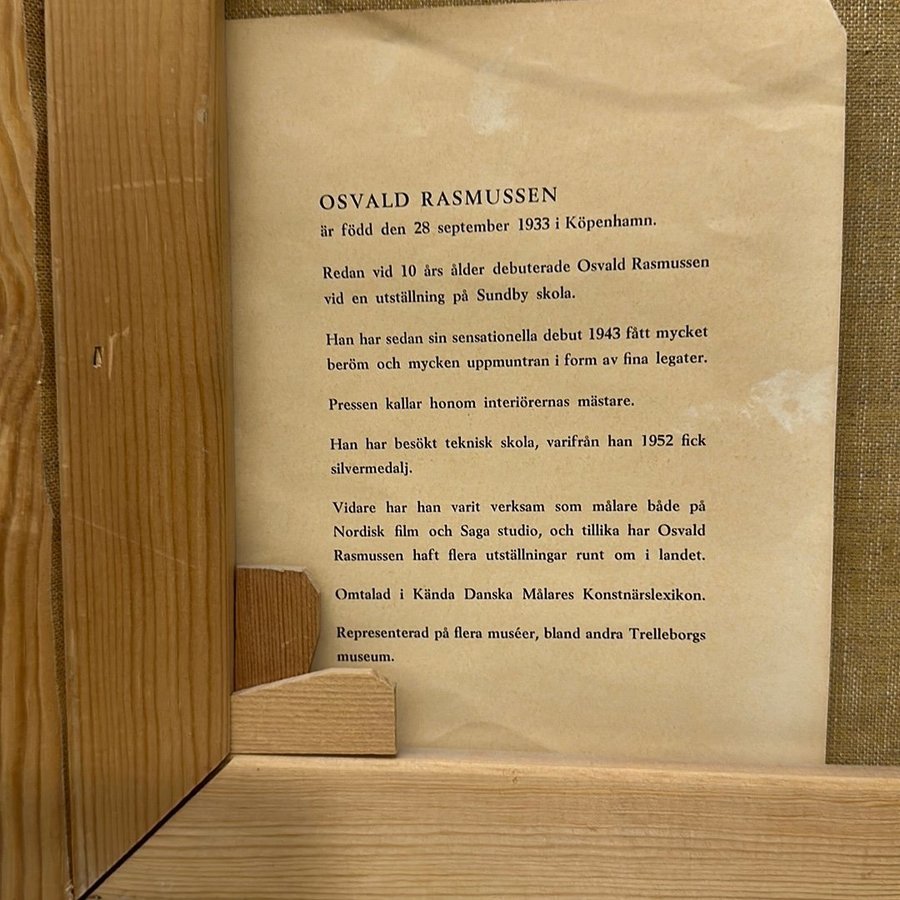 OSVALD RASMUSSEN
är född den 28 september 1933 i Köpenhamn.
Redan vid 10 års ålder debuterade Osvald Rasmussen
vid en utställning på Sundby skola.
Han har sedan sin sensationella debut 1943 fått mycket
beröm och mycken uppmuntran i form av fina legater.
Pressen kallar honom interiörernas mästare.
Han har besökt teknisk skola, varifrån han 1952 fick
silvermedalj.
Vidare har han varit verksam som målare både på
Nordisk film och Saga studio, och tillika har Osvald
Rasmussen haft flera utställningar runt om i landet.
Omtalad i Kända Danska Målares Konstnärslexikon.
Representerad på flera muséer, bland andra Trelleborgs
museum.